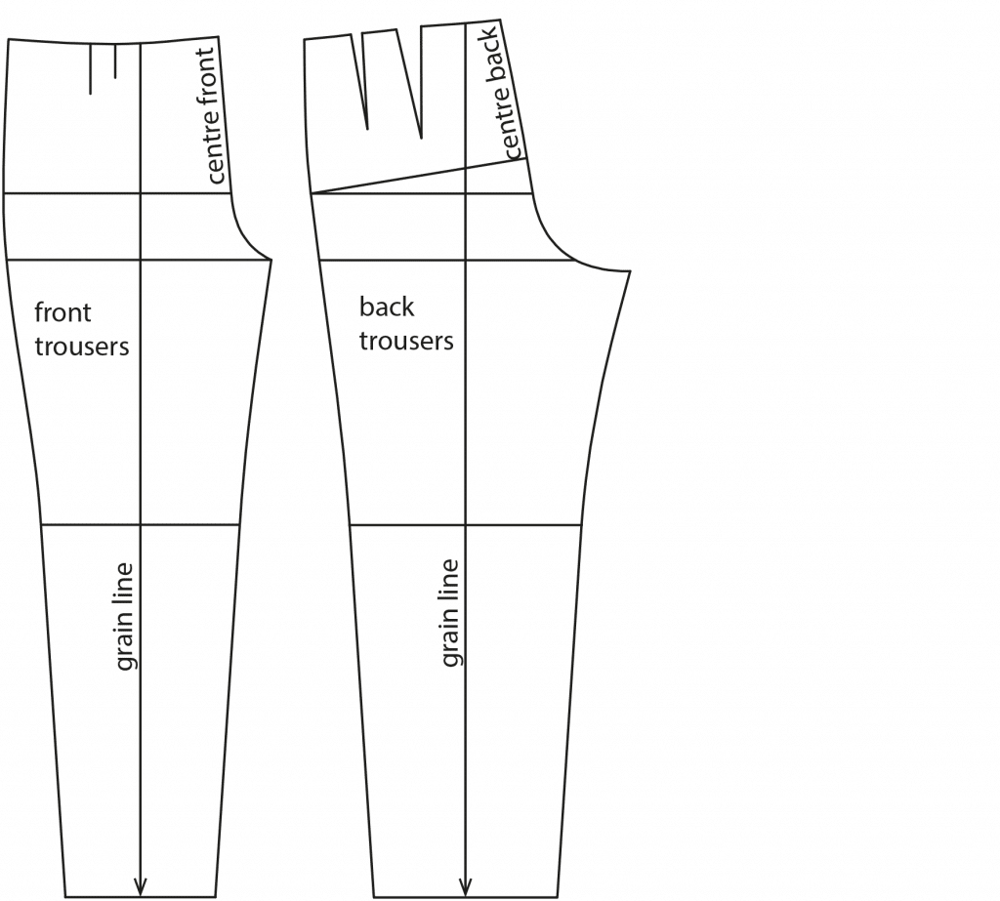 centre front
centre back
front
trousers
back
trousers
grain line
grain line